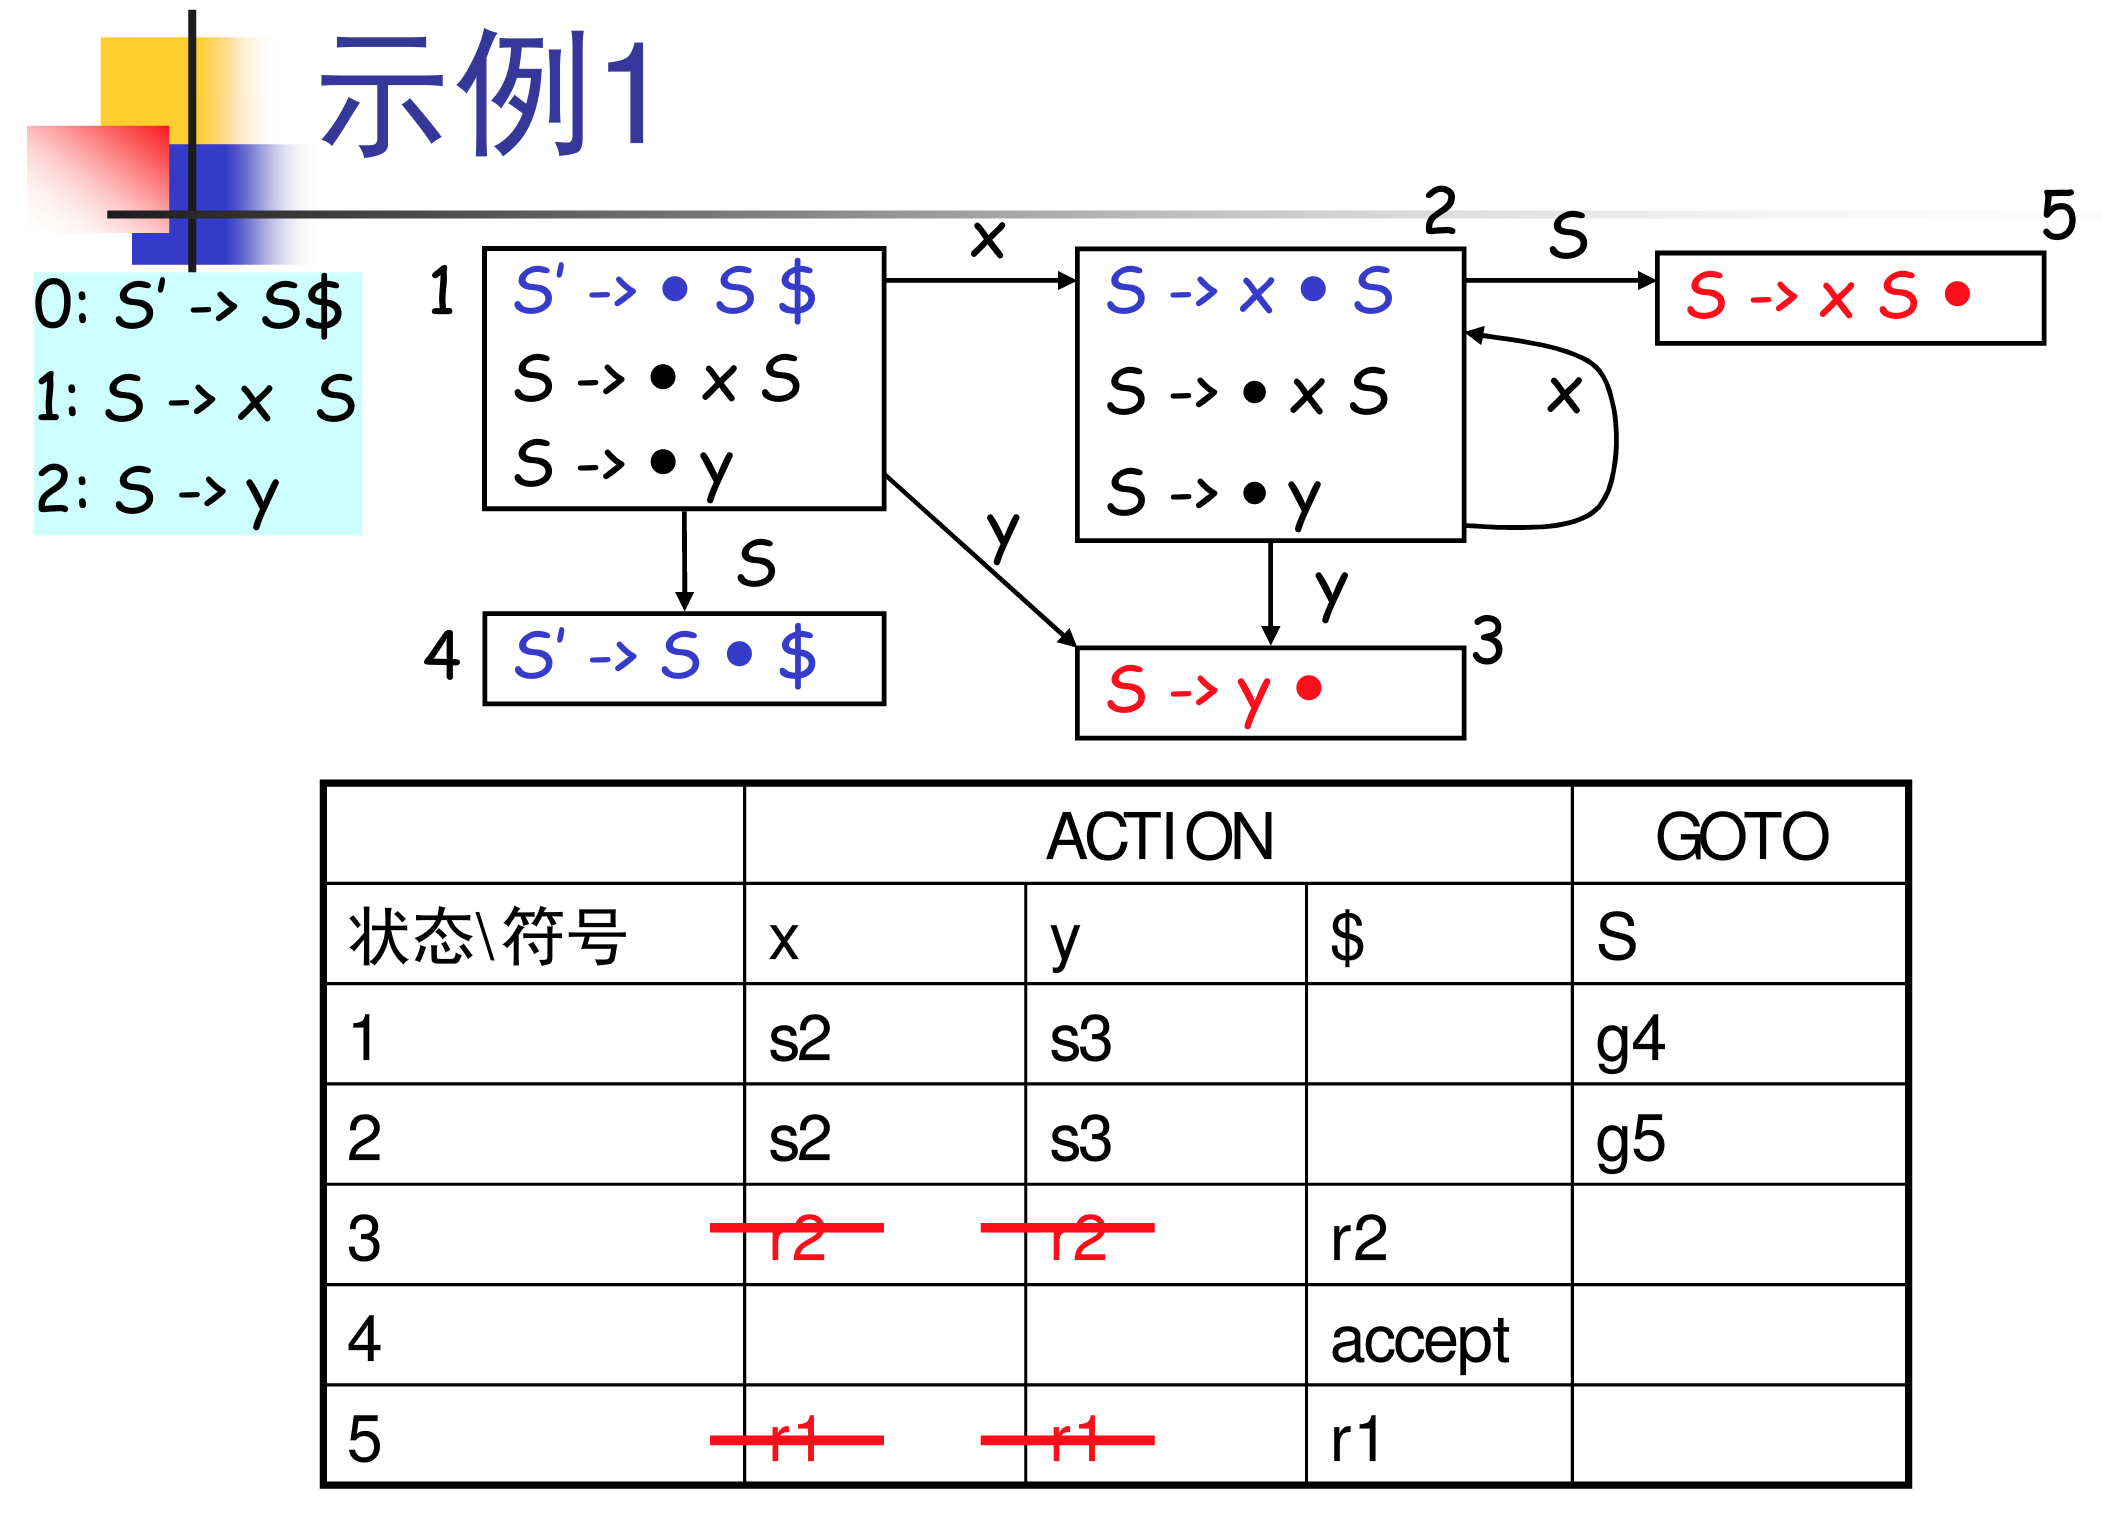 示例1
0: S' -> S$
1: S -> x S
2: S -> y
1
S' -> • S $
S -> • x S
S -> • y
x
2
S -> x • S
S -> • x S
S -> • y
S
5
S -> x S •
x
y
S
y
4
S' -> S • $
3
S -> y •
ACTION GOTO
状态\符号 x y $ S
1 s2 s3 g4
2 s2 s3 g5
3 r2 r2 r2
4 accept
5 r1 r1 r1